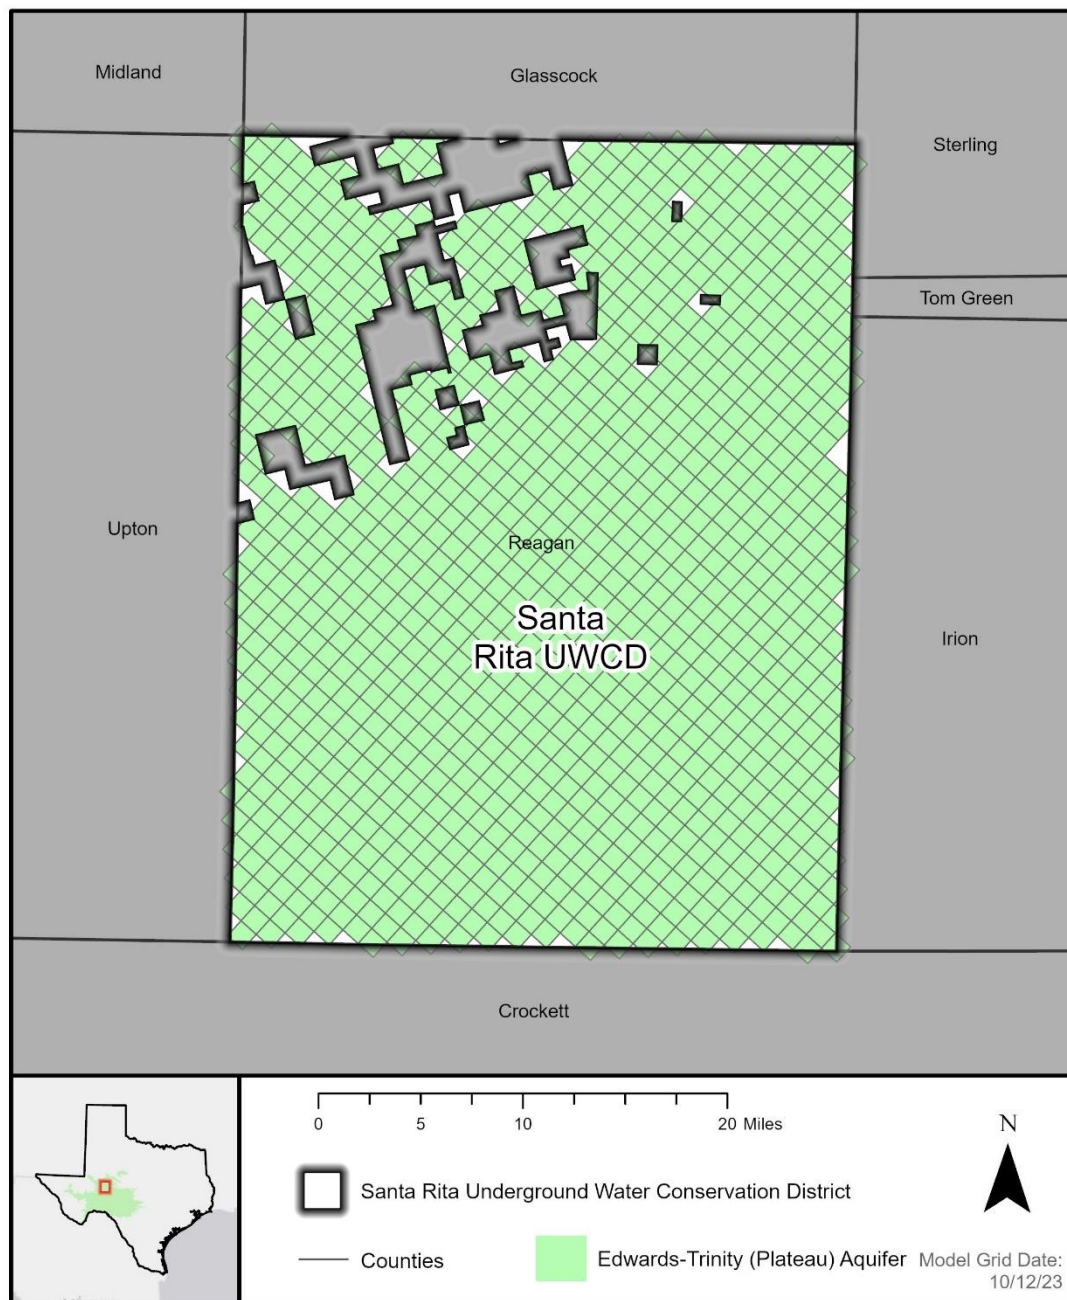 Midland
Glasscock
Sterling
Tom Green
Upton
Reagan
Santa
Rita UWCD
Irion
Crockett
0 5 10 20 Miles
N
Santa Rita Underground Water Conservation District
Counties
Edwards-Trinity (Plateau) Aquifer
Model Grid Date:
10/12/23